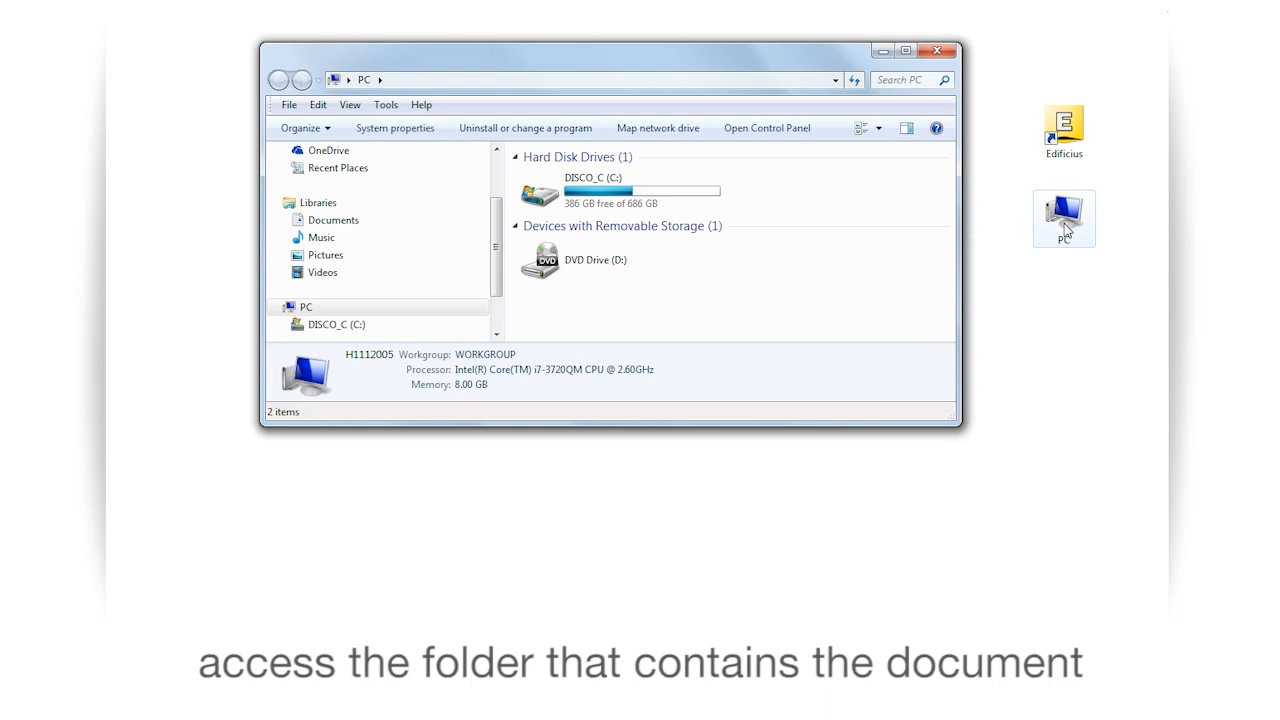 PC
Search PC
File Edit View Tools Help
Organize System properties Uninstall or change a program Map network drive Open Control Panel
OneDrive
Recent Places
Libraries
Documents
Music
Pictures
Videos
PC
DISCO_C (C:)
Hard Disk Drives (1)
DISCO_C (C:)
386 GB free of 686 GB
Devices with Removable Storage (1)
DVD
DVD Drive (D:)
H1112005 Workgroup: WORKGROUP
Processor: Intel(R) Core(TM) i7-3720QM CPU @ 2.60GHz
Memory: 8.00 GB
2 items
E
Edificius
PC
access the folder that contains the document